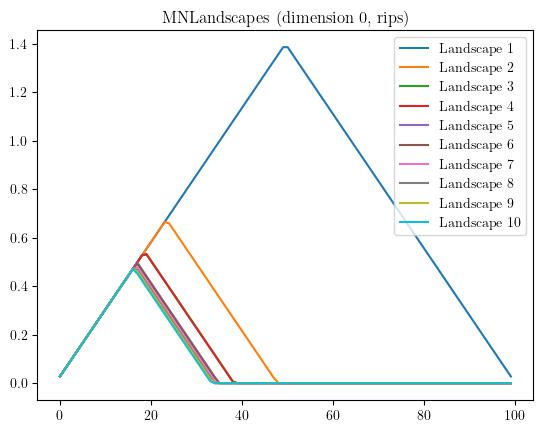 MNLandscapes (dimension 0, rips)
1.4
1.2
1.0
0.8
0.6
0.4
0.2
0.0
0
20
40
60
80
100
Landscape 1
Landscape 2
Landscape 3
Landscape 4
Landscape 5
Landscape 6
Landscape 7
Landscape 8
Landscape 9
Landscape 10